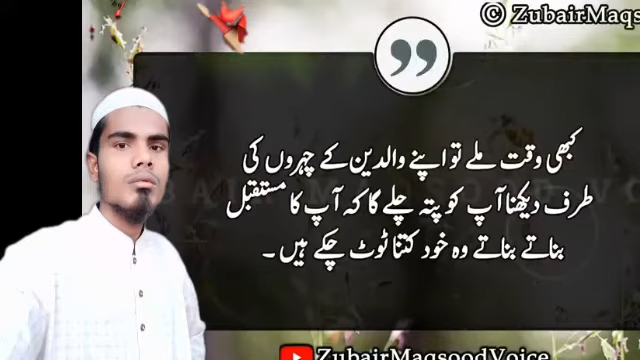 © ZubairMaqs
کبھی وقت ملے تو اپنے والدین کے چہروں کی
طرف دیکھنا آپ کو پتہ چلے گا کہ آپ کا مستقبل
بناتے بناتے وہ خود کتنا ٹوٹ چکے ہیں ۔
ZubairMaqsoodVoice